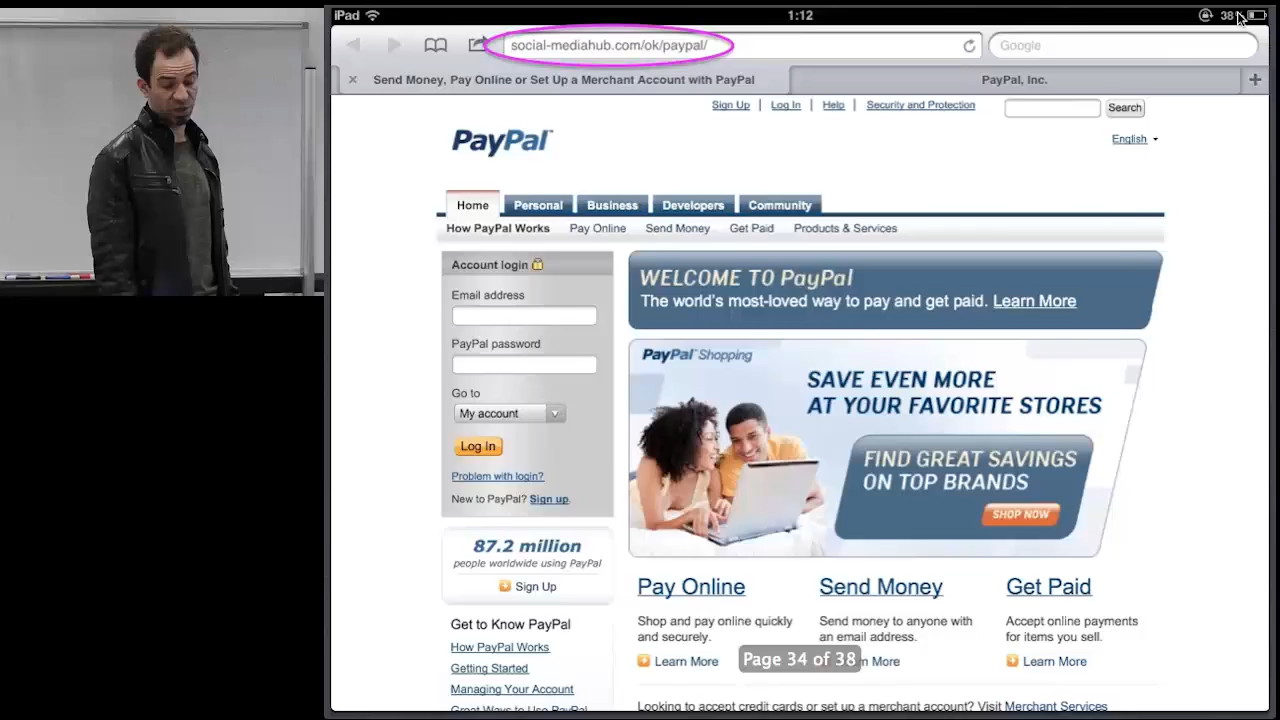 iPad
1:12
38%
social-mediahub.com/ok/paypal/
Google
Send Money, Pay Online or Set Up a Merchant Account with PayPal
PayPal, Inc.
Sign Up | Log In | Help | Security and Protection
Search
PayPal™
English
Home
Personal
Business
Developers
Community
How PayPal Works
Pay Online
Send Money
Get Paid
Products & Services
Account login
Email address
PayPal password
Go to
My account
Log In
Problem with login?
New to PayPal? Sign up.
87.2 million
people worldwide using PayPal
Sign Up
Get to Know PayPal
How PayPal Works
Getting Started
Managing Your Account
Great Ways to Use PayPal
WELCOME TO PayPal
The world's most-loved way to pay and get paid. Learn More
PayPal™ Shopping
SAVE EVEN MORE
AT YOUR FAVORITE STORES
FIND GREAT SAVINGS
ON TOP BRANDS
SHOP NOW
Pay Online
Shop and pay online quickly
and securely.
Learn More
Send Money
Send money to anyone with
an email address.
More
Get Paid
Accept online payments
for items you sell.
Learn More
Page 34 of 38
Looking to accept credit cards or set up a merchant account? Visit Merchant Services